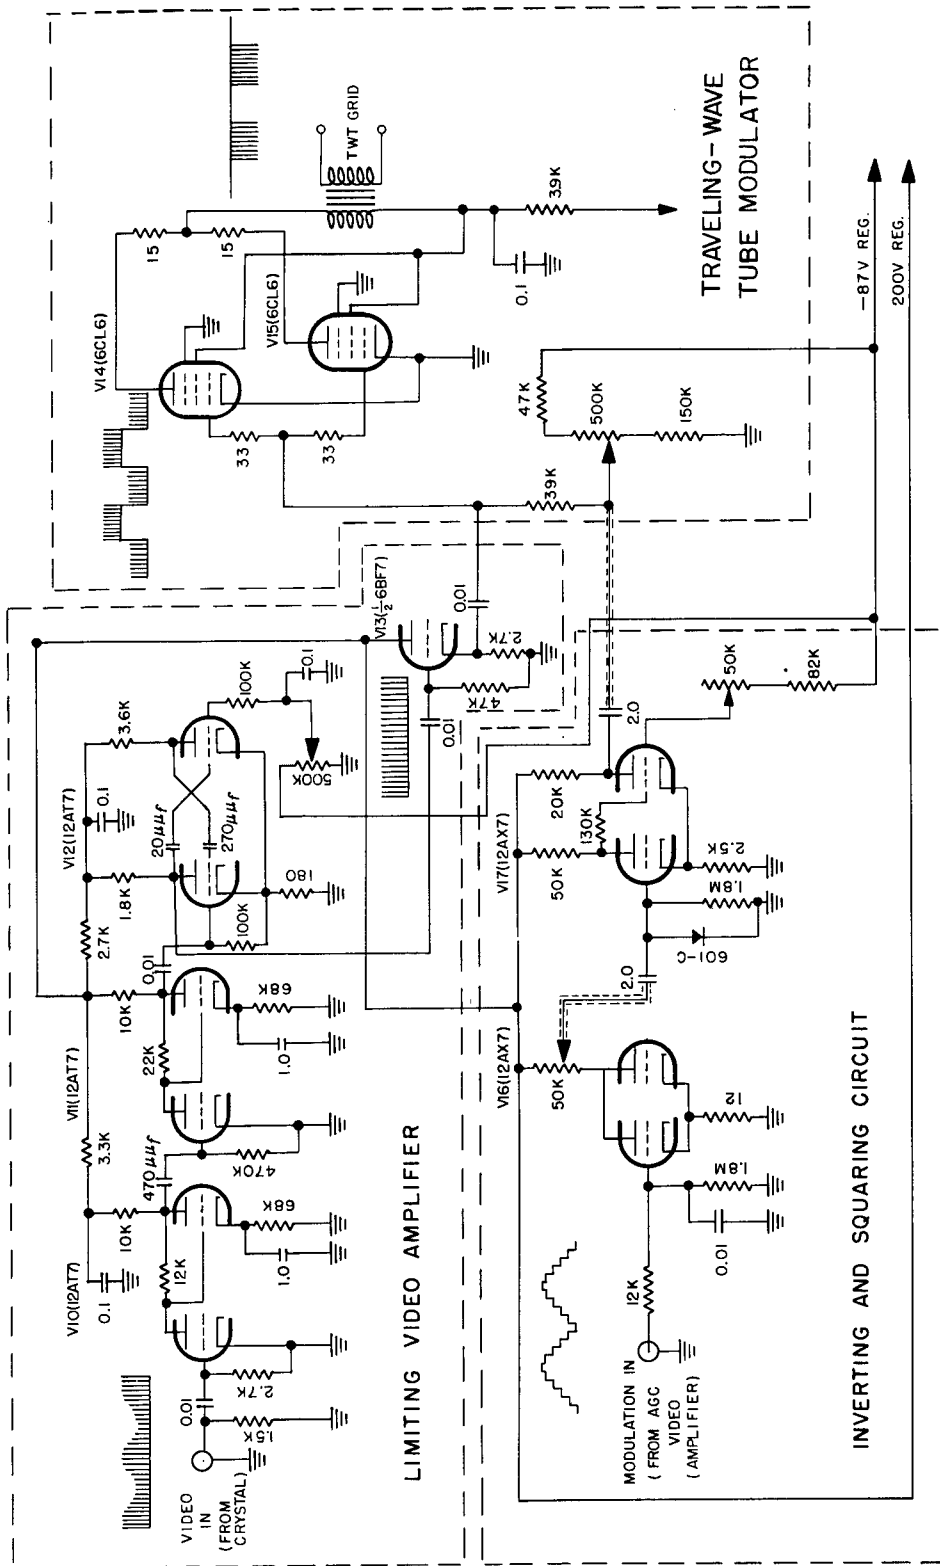 VIDEO
IN
(FROM
CRYSTAL)
1.5K
0.01
2.7K
V10(12AT7)
0.1
12K
10K
1.0
68K
470µµf
3.3K
470K
V11(12AT7)
22K
10K
1.0
68K
0.01
2.7K
100K
1.8K
180
V12(12AT7)
0.1
20µµf
270µµf
3.6K
100K
0.1
500K
LIMITING VIDEO AMPLIFIER
V13(½-6BF7)
0.01
47K
2.7K
0.01
V14(6CL6)
33
33
15
15
V15(6CL6)
TWT GRID
0.1
3.9K
39K
47K
500K
150K
TRAVELING-WAVE
TUBE MODULATOR
-87V REG.
200V REG.
MODULATION IN
(FROM AGC
VIDEO
(AMPLIFIER)
12K
0.01
1.8M
12
V16(12AX7)
50K
2.0
601-C
1.8M
2.5K
V17(12AX7)
50K
130K
20K
2.0
50K
82K
INVERTING AND SQUARING CIRCUIT